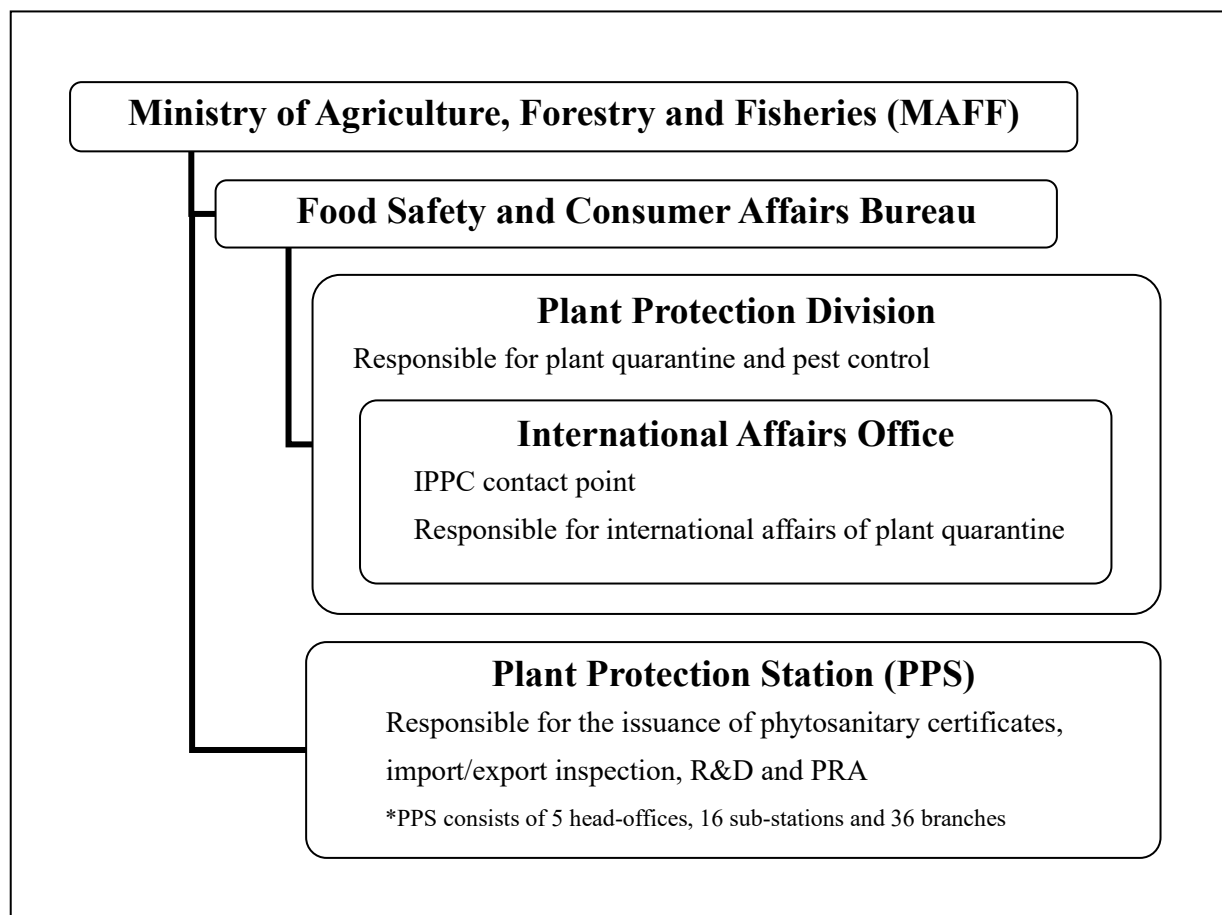 Ministry of Agriculture, Forestry and Fisheries (MAFF)
Food Safety and Consumer Affairs Bureau
Plant Protection Division
Responsible for plant quarantine and pest control
International Affairs Office
IPPC contact point
Responsible for international affairs of plant quarantine
Plant Protection Station (PPS)
Responsible for the issuance of phytosanitary certificates,
import/export inspection, R&D and PRA
*PPS consists of 5 head-offices, 16 sub-stations and 36 branches